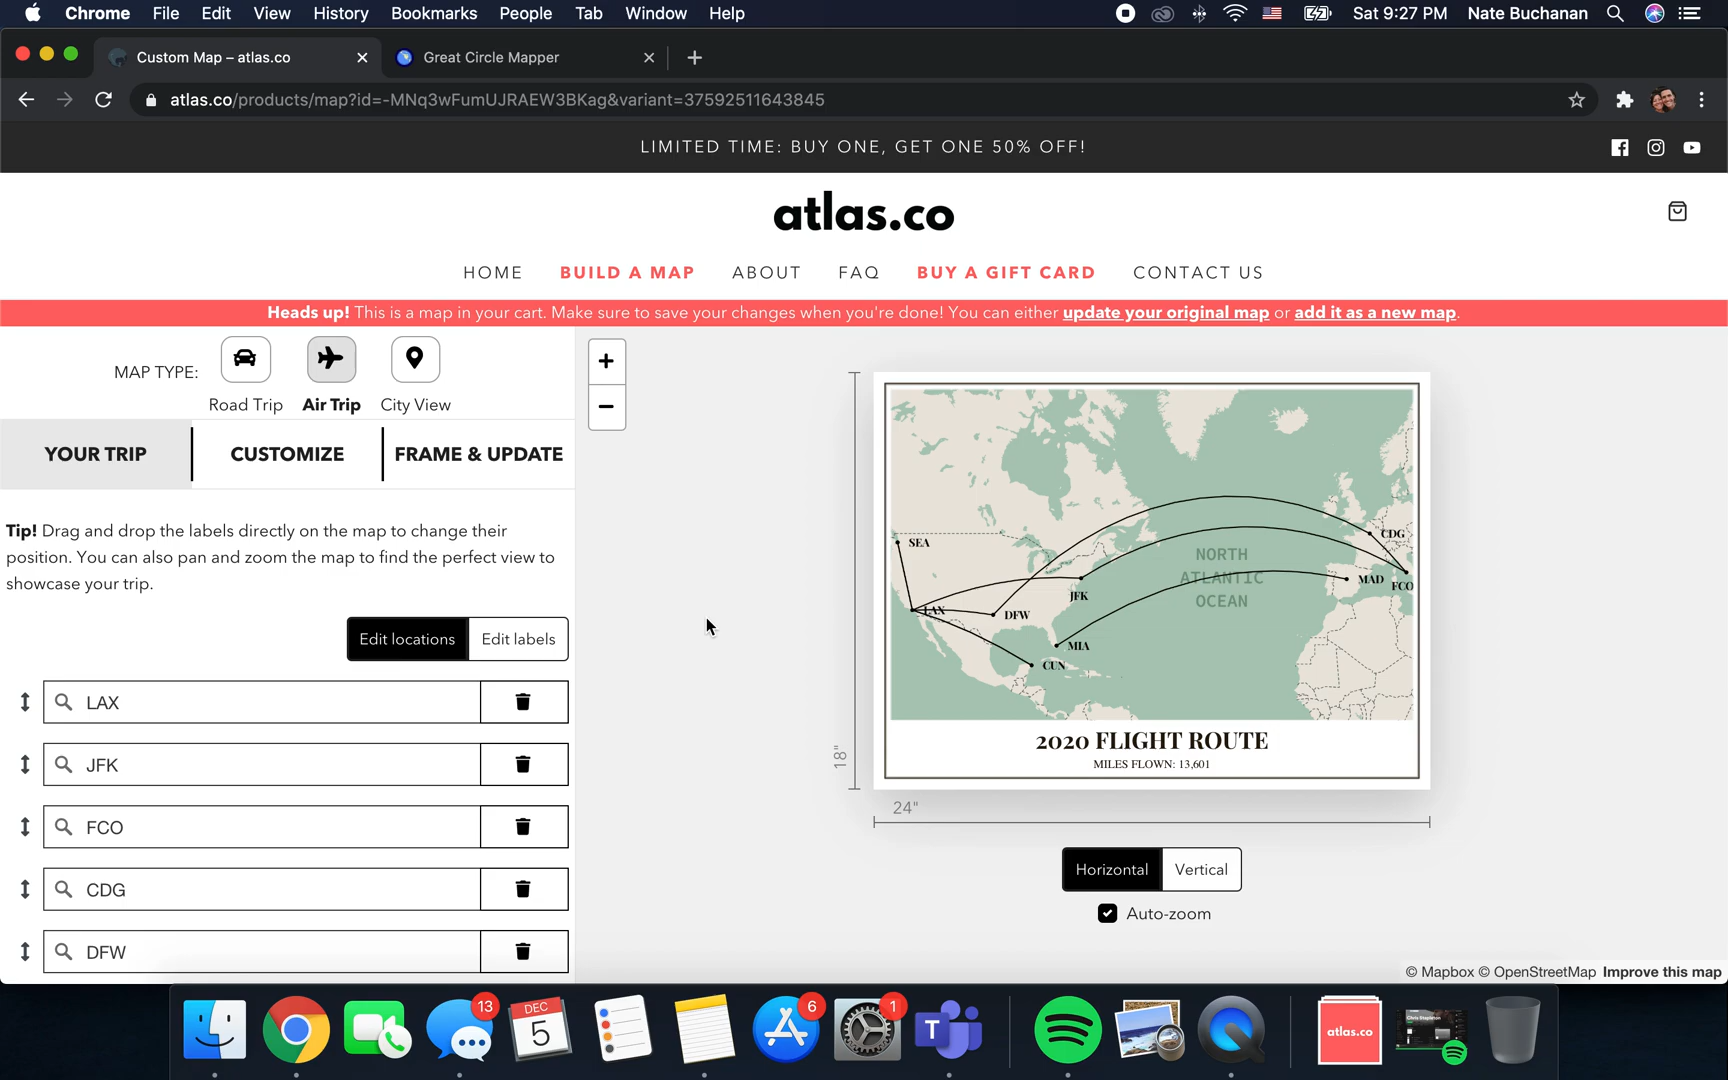 Chrome File Edit View History Bookmarks People Tab Window Help Sat 9:27 PM Nate Buchanan
Custom Map – atlas.co Great Circle Mapper
atlas.co/products/map?id=-MNq3wFumUJRAEW3BKag&variant=37592511643845
LIMITED TIME: BUY ONE, GET ONE 50% OFF!
atlas.co
HOME BUILD A MAP ABOUT FAQ BUY A GIFT CARD CONTACT US
Heads up! This is a map in your cart. Make sure to save your changes when you're done! You can either update your original map or add it as a new map.
MAP TYPE:
Road Trip Air Trip City View
YOUR TRIP CUSTOMIZE FRAME & UPDATE
Tip! Drag and drop the labels directly on the map to change their
position. You can also pan and zoom the map to find the perfect view to
showcase your trip.
Edit locations Edit labels
LAX
JFK
FCO
CDG
DFW
+
−
SEA
LAX
DFW
JFK
MIA
CUN
NORTH
ATLANTIC
OCEAN
CDG
MAD
FCO
2020 FLIGHT ROUTE
MILES FLOWN: 13,601
18"
24"
Horizontal Vertical
Auto-zoom
© Mapbox © OpenStreetMap Improve this map
13
DEC
5
6
1
T
atlas.co